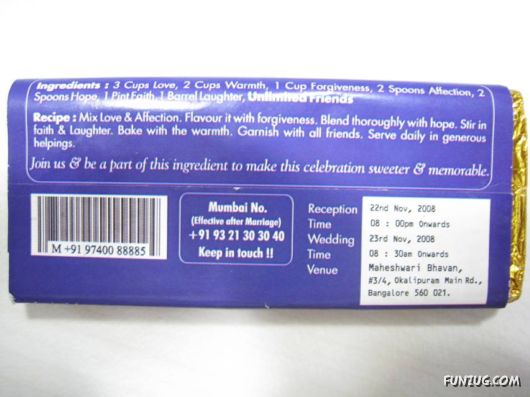 Ingredients : 3 Cups Love, 2 Cups Warmth, 1 Cup Forgiveness, 2 Spoons Affection, 2
Spoons Hope, 1 Pint Faith, 1 Barrel Laughter, Unlimited Friends
Recipe : Mix Love & Affection. Flavour it with forgiveness. Blend thoroughly with hope. Stir in
faith & Laughter. Bake with the warmth. Garnish with all friends. Serve daily in generous
helpings.
Join us & be a part of this ingredient to make this celebration sweeter & memorable.
M +91 97400 88885
Mumbai No.
(Effective after Marriage)
+91 93 21 30 30 40
Keep in touch !!
Reception 22nd Nov, 2008
Time 08 : 00pm Onwards
Wedding 23rd Nov, 2008
Time 08 : 30am Onwards
Venue Maheshwari Bhavan,
#3/4, Okalipuram Main Rd.,
Bangalore 560 021.
FUNZUG.COM